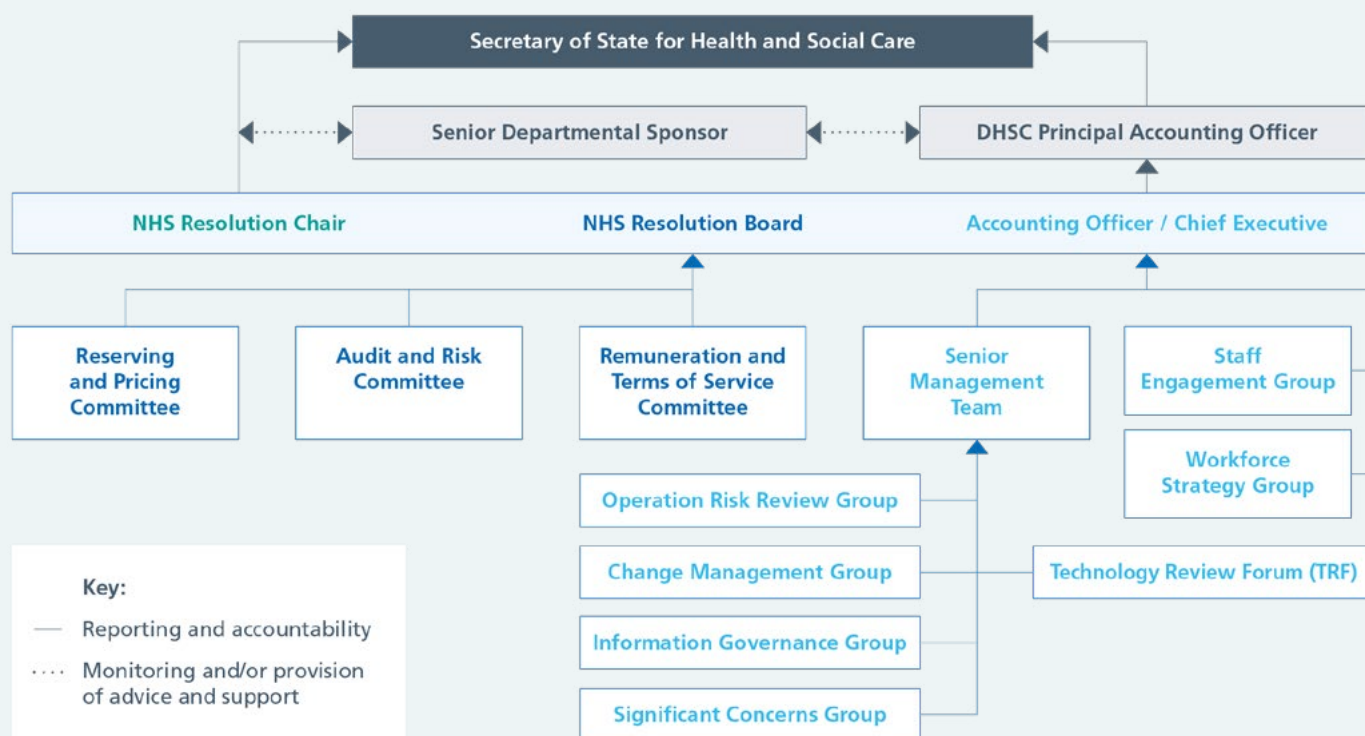 Secretary of State for Health and Social Care
Senior Departmental Sponsor
DHSC Principal Accounting Officer
NHS Resolution Chair
NHS Resolution Board
Accounting Officer / Chief Executive
Reserving
and Pricing
Committee
Audit and Risk
Committee
Remuneration and
Terms of Service
Committee
Senior
Management
Team
Staff
Engagement Group
Workforce
Strategy Group
Operation Risk Review Group
Change Management Group
Technology Review Forum (TRF)
Information Governance Group
Significant Concerns Group
Key:
Reporting and accountability
Monitoring and/or provision
of advice and support